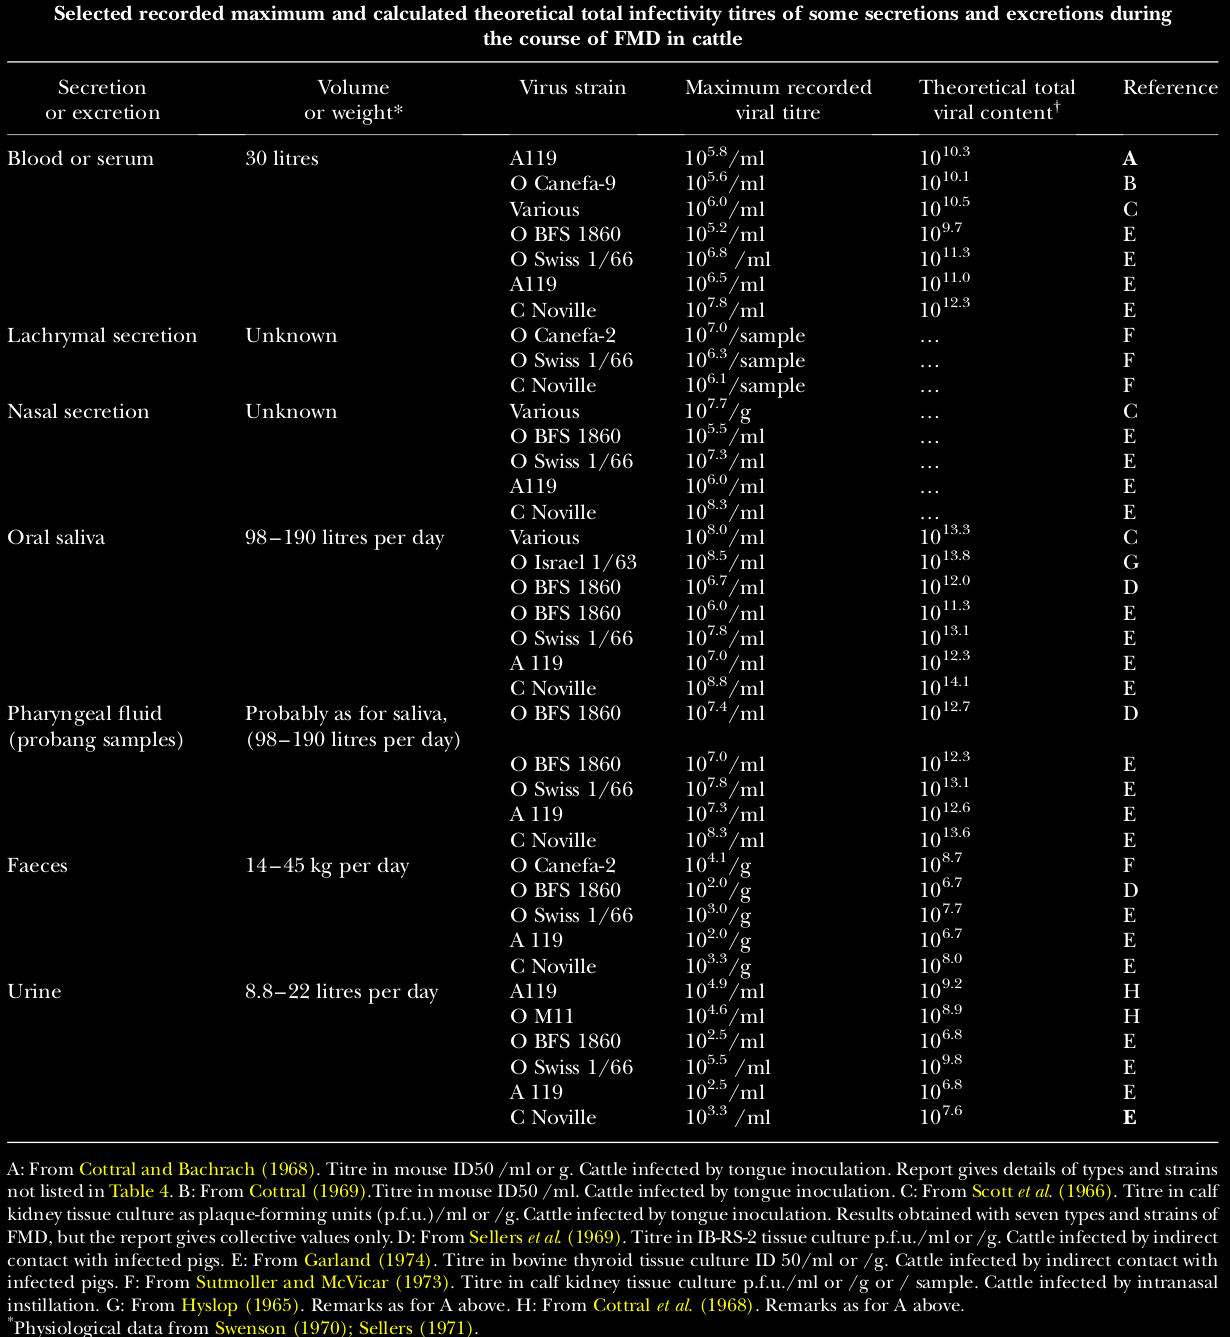 Selected recorded maximum and calculated theoretical total infectivity titres of some secretions and excretions during
the course of FMD in cattle
Secretion Volume Virus strain Maximum recorded Theoretical total Reference
or excretion or weight* viral titre viral content†
Blood or serum 30 litres A119 10^5.8/ml 10^10.3 A
O Canefa-9 10^5.6/ml 10^10.1 B
Various 10^6.0/ml 10^10.5 C
O BFS 1860 10^5.2/ml 10^9.7 E
O Swiss 1/66 10^6.8 /ml 10^11.3 E
A119 10^6.5/ml 10^11.0 E
C Noville 10^7.8/ml 10^12.3 E
Lachrymal secretion Unknown O Canefa-2 10^7.0/sample … F
O Swiss 1/66 10^6.3/sample … F
C Noville 10^6.1/sample … F
Nasal secretion Unknown Various 10^7.7/g … C
O BFS 1860 10^5.5/ml … E
O Swiss 1/66 10^7.3/ml … E
A119 10^6.0/ml … E
C Noville 10^8.3/ml … E
Oral saliva 98–190 litres per day Various 10^8.0/ml 10^13.3 C
O Israel 1/63 10^8.5/ml 10^13.8 G
O BFS 1860 10^6.7/ml 10^12.0 D
O BFS 1860 10^6.0/ml 10^11.3 E
O Swiss 1/66 10^7.8/ml 10^13.1 E
A 119 10^7.0/ml 10^12.3 E
C Noville 10^8.8/ml 10^14.1 E
Pharyngeal fluid Probably as for saliva, O BFS 1860 10^7.4/ml 10^12.7 D
(probang samples) (98–190 litres per day)
O BFS 1860 10^7.0/ml 10^12.3 E
O Swiss 1/66 10^7.8/ml 10^13.1 E
A 119 10^7.3/ml 10^12.6 E
C Noville 10^8.3/ml 10^13.6 E
Faeces 14–45 kg per day O Canefa-2 10^4.1/g 10^8.7 F
O BFS 1860 10^2.0/g 10^6.7 D
O Swiss 1/66 10^3.0/g 10^7.7 E
A 119 10^2.0/g 10^6.7 E
C Noville 10^3.3/g 10^8.0 E
Urine 8.8–22 litres per day A119 10^4.9/ml 10^9.2 H
O M11 10^4.6/ml 10^8.9 H
O BFS 1860 10^2.5/ml 10^6.8 E
O Swiss 1/66 10^5.5 /ml 10^9.8 E
A 119 10^2.5/ml 10^6.8 E
C Noville 10^3.3 /ml 10^7.6 E
A: From Cottral and Bachrach (1968). Titre in mouse ID50 /ml or g. Cattle infected by tongue inoculation. Report gives details of types and strains
not listed in Table 4. B: From Cottral (1969).Titre in mouse ID50 /ml. Cattle infected by tongue inoculation. C: From Scott et al. (1966). Titre in calf
kidney tissue culture as plaque-forming units (p.f.u.)/ml or /g. Cattle infected by tongue inoculation. Results obtained with seven types and strains of
FMD, but the report gives collective values only. D: From Sellers et al. (1969). Titre in IB-RS-2 tissue culture p.f.u./ml or /g. Cattle infected by indirect
contact with infected pigs. E: From Garland (1974). Titre in bovine thyroid tissue culture ID 50/ml or /g. Cattle infected by indirect contact with
infected pigs. F: From Sutmoller and McVicar (1973). Titre in calf kidney tissue culture p.f.u./ml or /g or / sample. Cattle infected by intranasal
instillation. G: From Hyslop (1965). Remarks as for A above. H: From Cottral et al. (1968). Remarks as for A above.
*Physiological data from Swenson (1970); Sellers (1971).